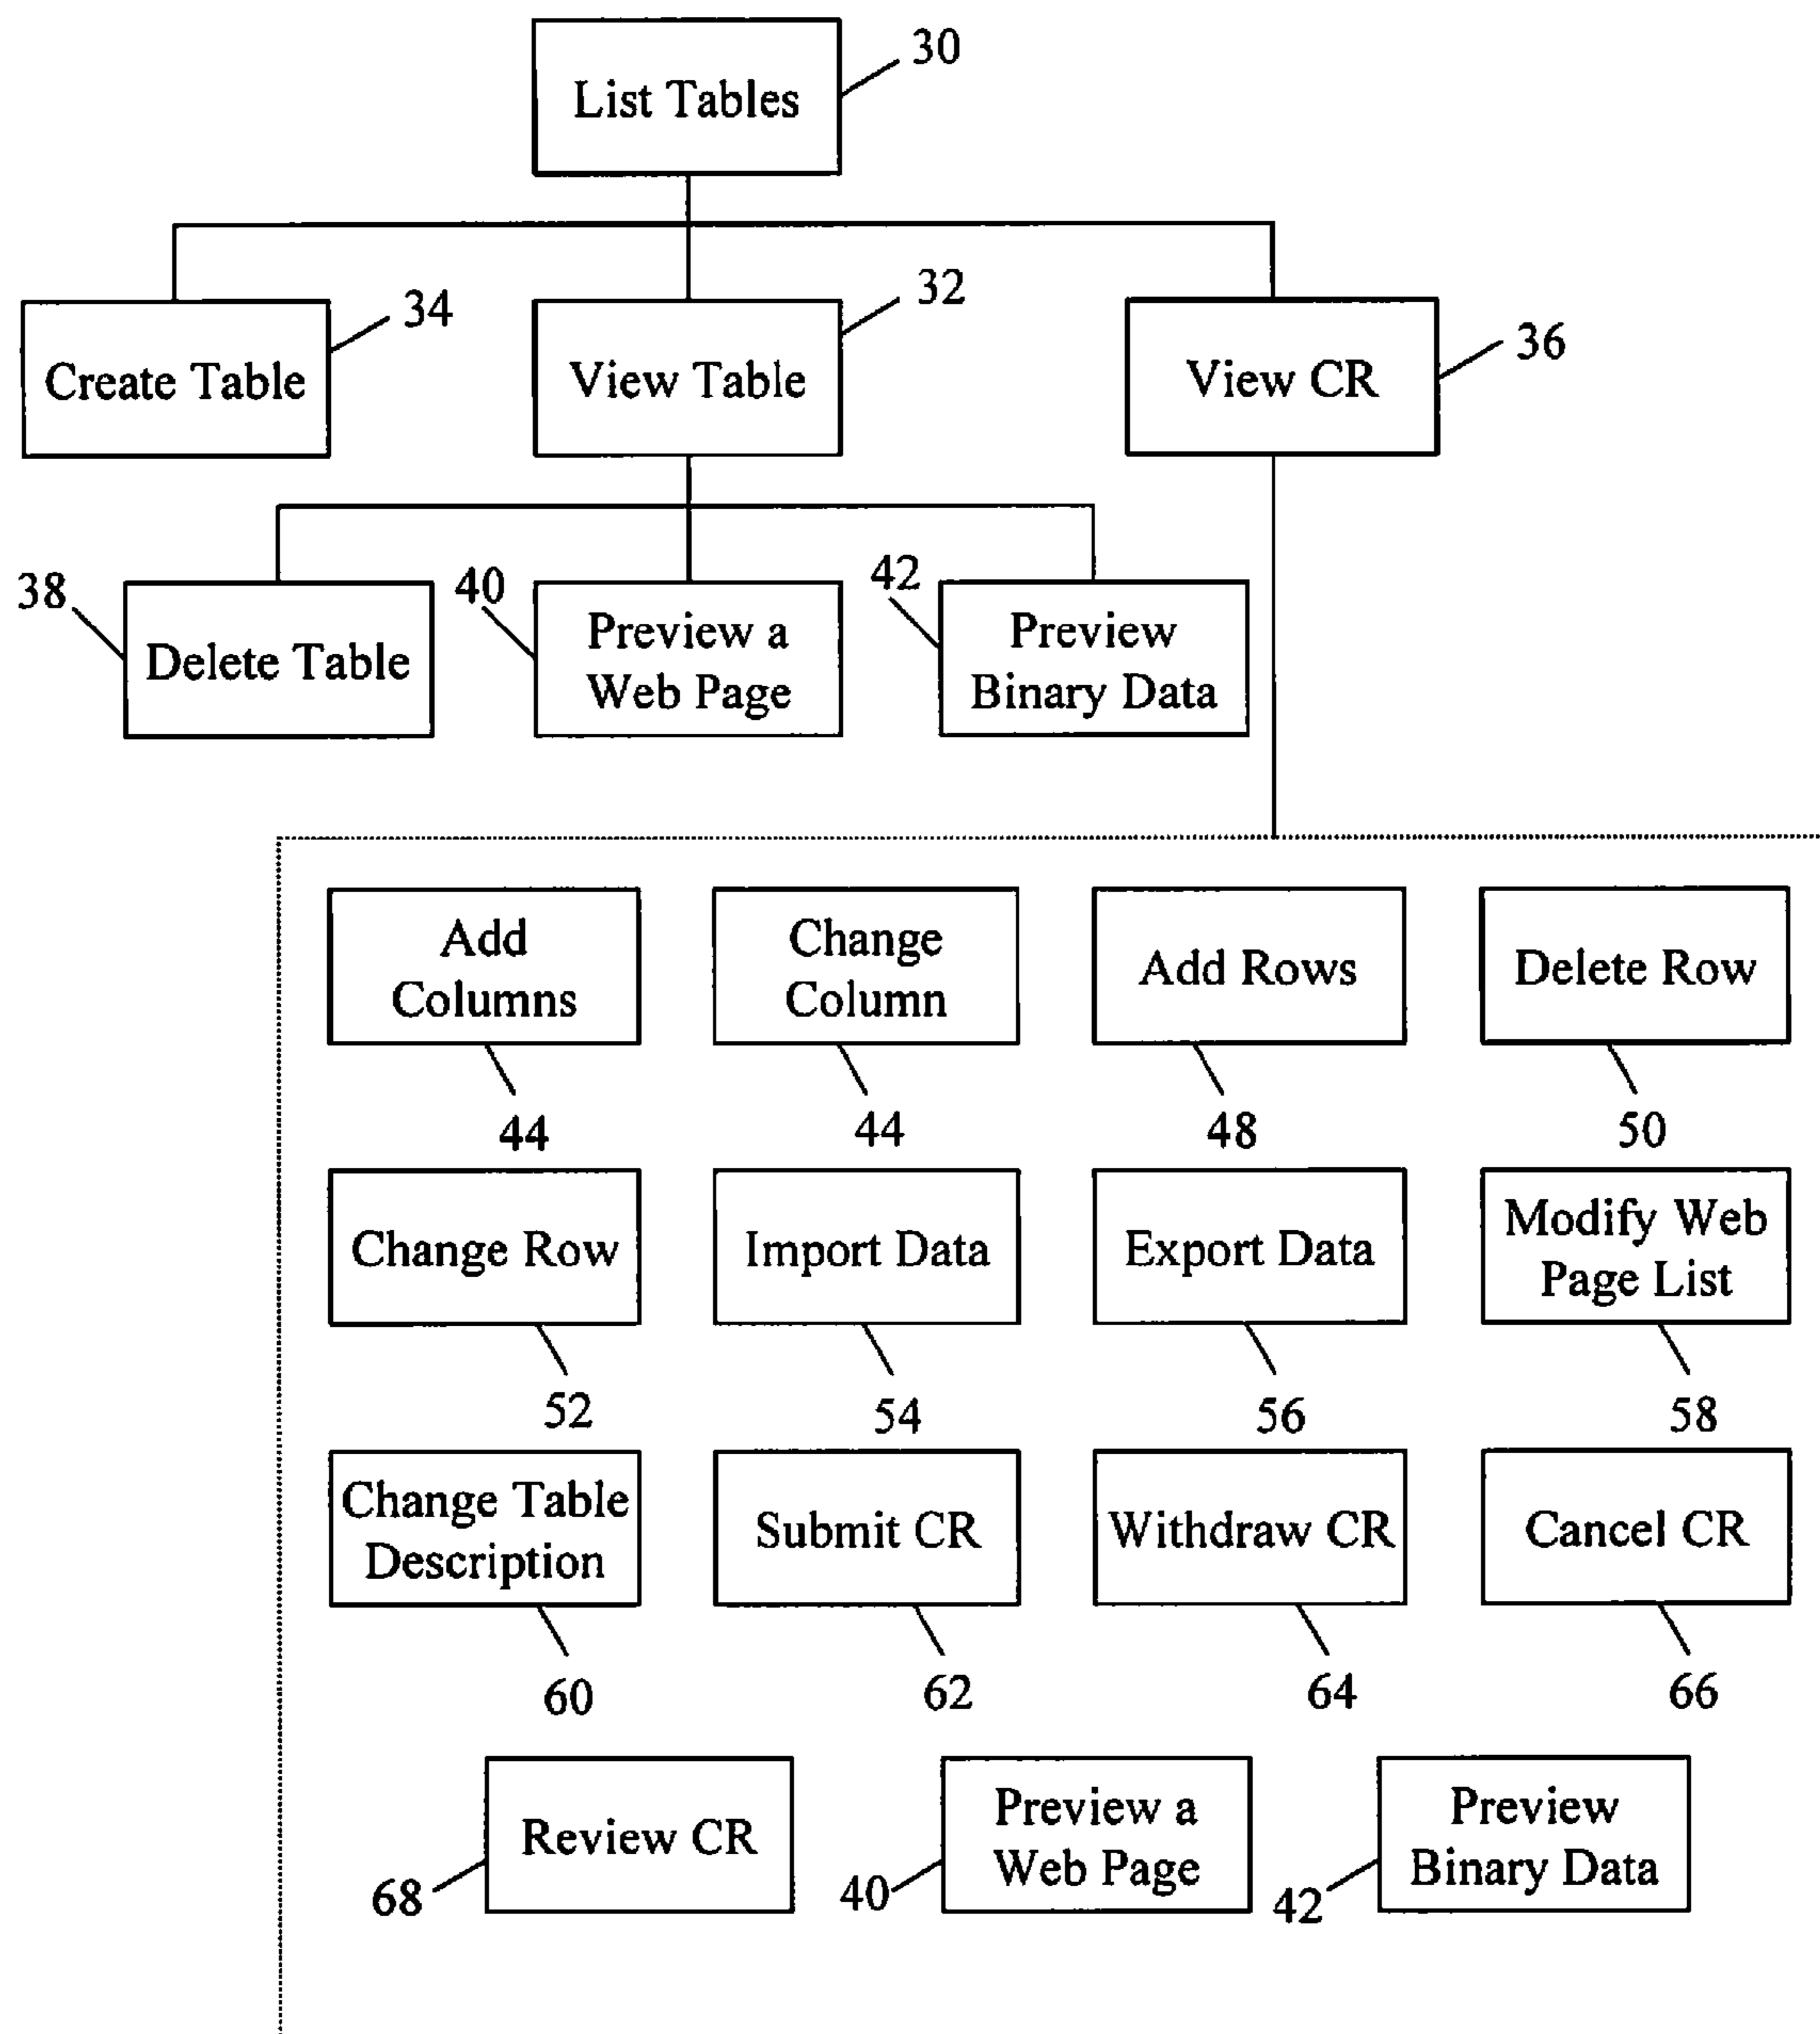 List Tables
30
Create Table
34
View Table
32
View CR
36
38
Delete Table
40
Preview a
Web Page
42
Preview
Binary Data
Add
Columns
44
Change
Column
44
Add Rows
48
Delete Row
50
Change Row
52
Import Data
54
Export Data
56
Modify Web
Page List
58
Change Table
Description
60
Submit CR
62
Withdraw CR
64
Cancel CR
66
Review CR
68
Preview a
Web Page
40
Preview
Binary Data
42